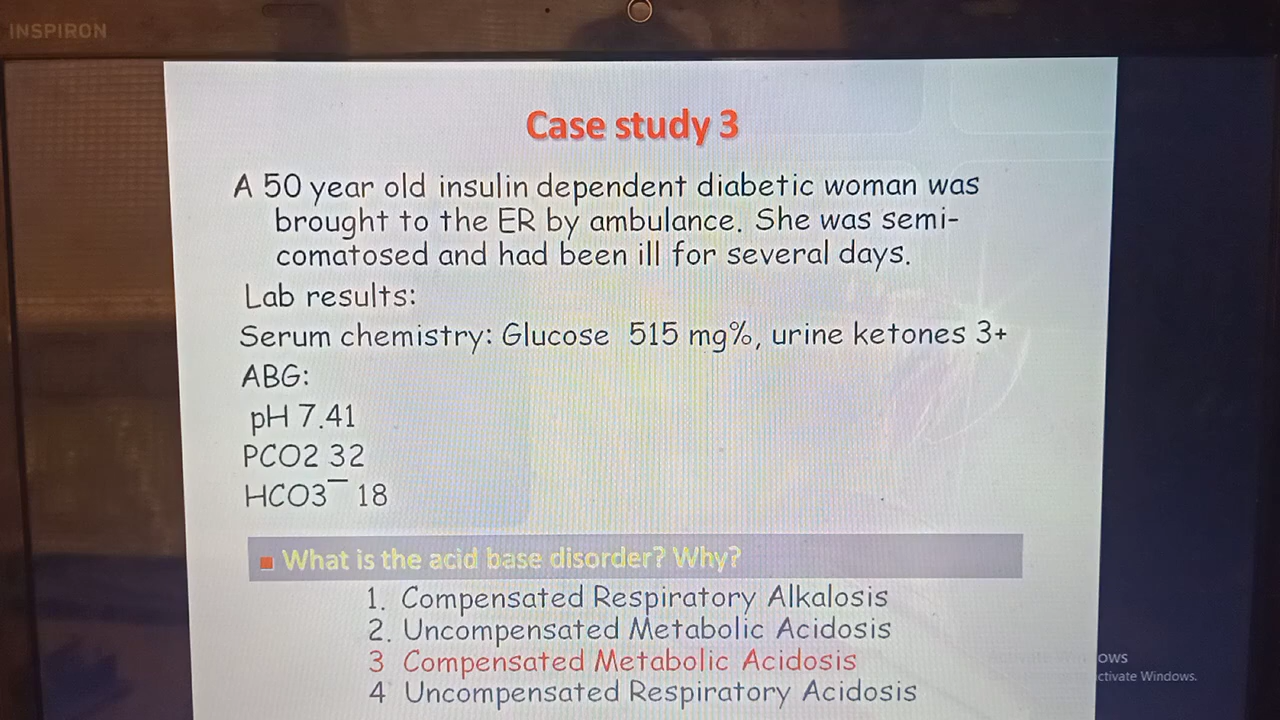 INSPIRON
Case study 3
A 50 year old insulin dependent diabetic woman was
brought to the ER by ambulance. She was semi-
comatosed and had been ill for several days.
Lab results:
Serum chemistry: Glucose 515 mg%, urine ketones 3+
ABG:
pH 7.41
PCO2 32
HCO3¯ 18
▪ What is the acid base disorder? Why?
1. Compensated Respiratory Alkalosis
2. Uncompensated Metabolic Acidosis
3 Compensated Metabolic Acidosis
4 Uncompensated Respiratory Acidosis
ows
ctivate Windows.